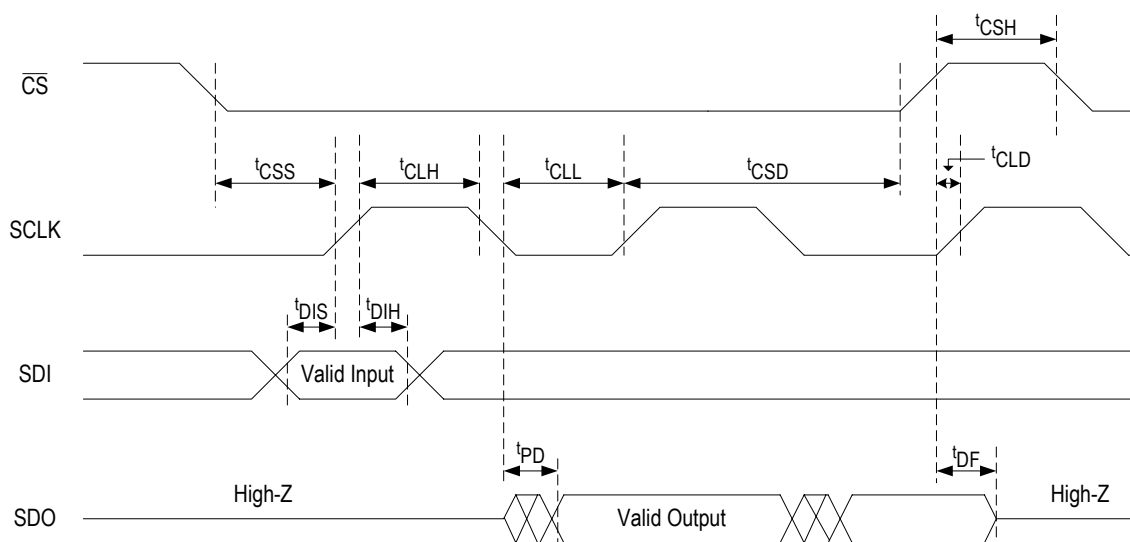 tCSH
CS
tCSS
tCLH
tCLL
tCSD
tCLD
SCLK
tDIS
tDIH
SDI
Valid Input
tPD
tDF
High-Z
High-Z
SDO
Valid Output